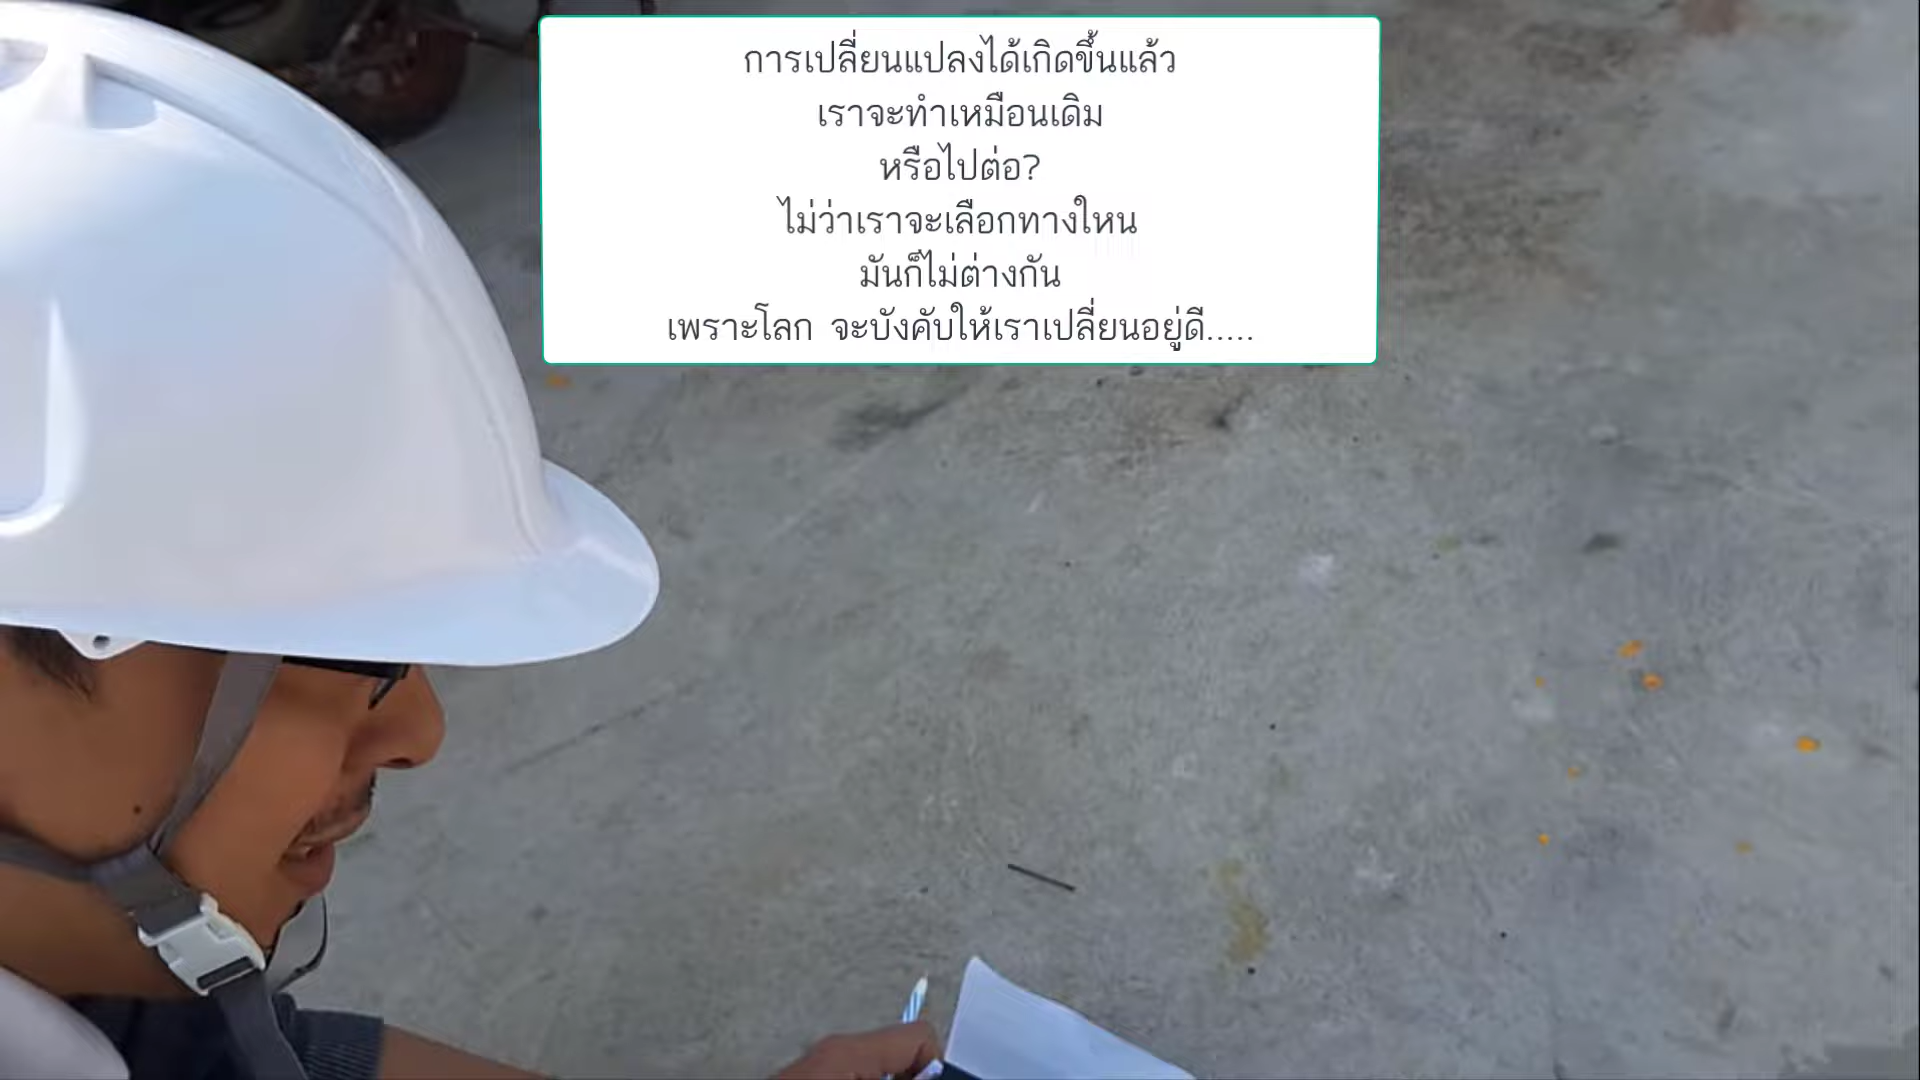 การเปลี่ยนแปลงได้เกิดขึ้นแล้ว
เราจะทำเหมือนเดิม
หรือไปต่อ?
ไม่ว่าเราจะเลือกทางใหน
มันก็ไม่ต่างกัน
เพราะโลก จะบังคับให้เราเปลี่ยนอยู่ดี.....